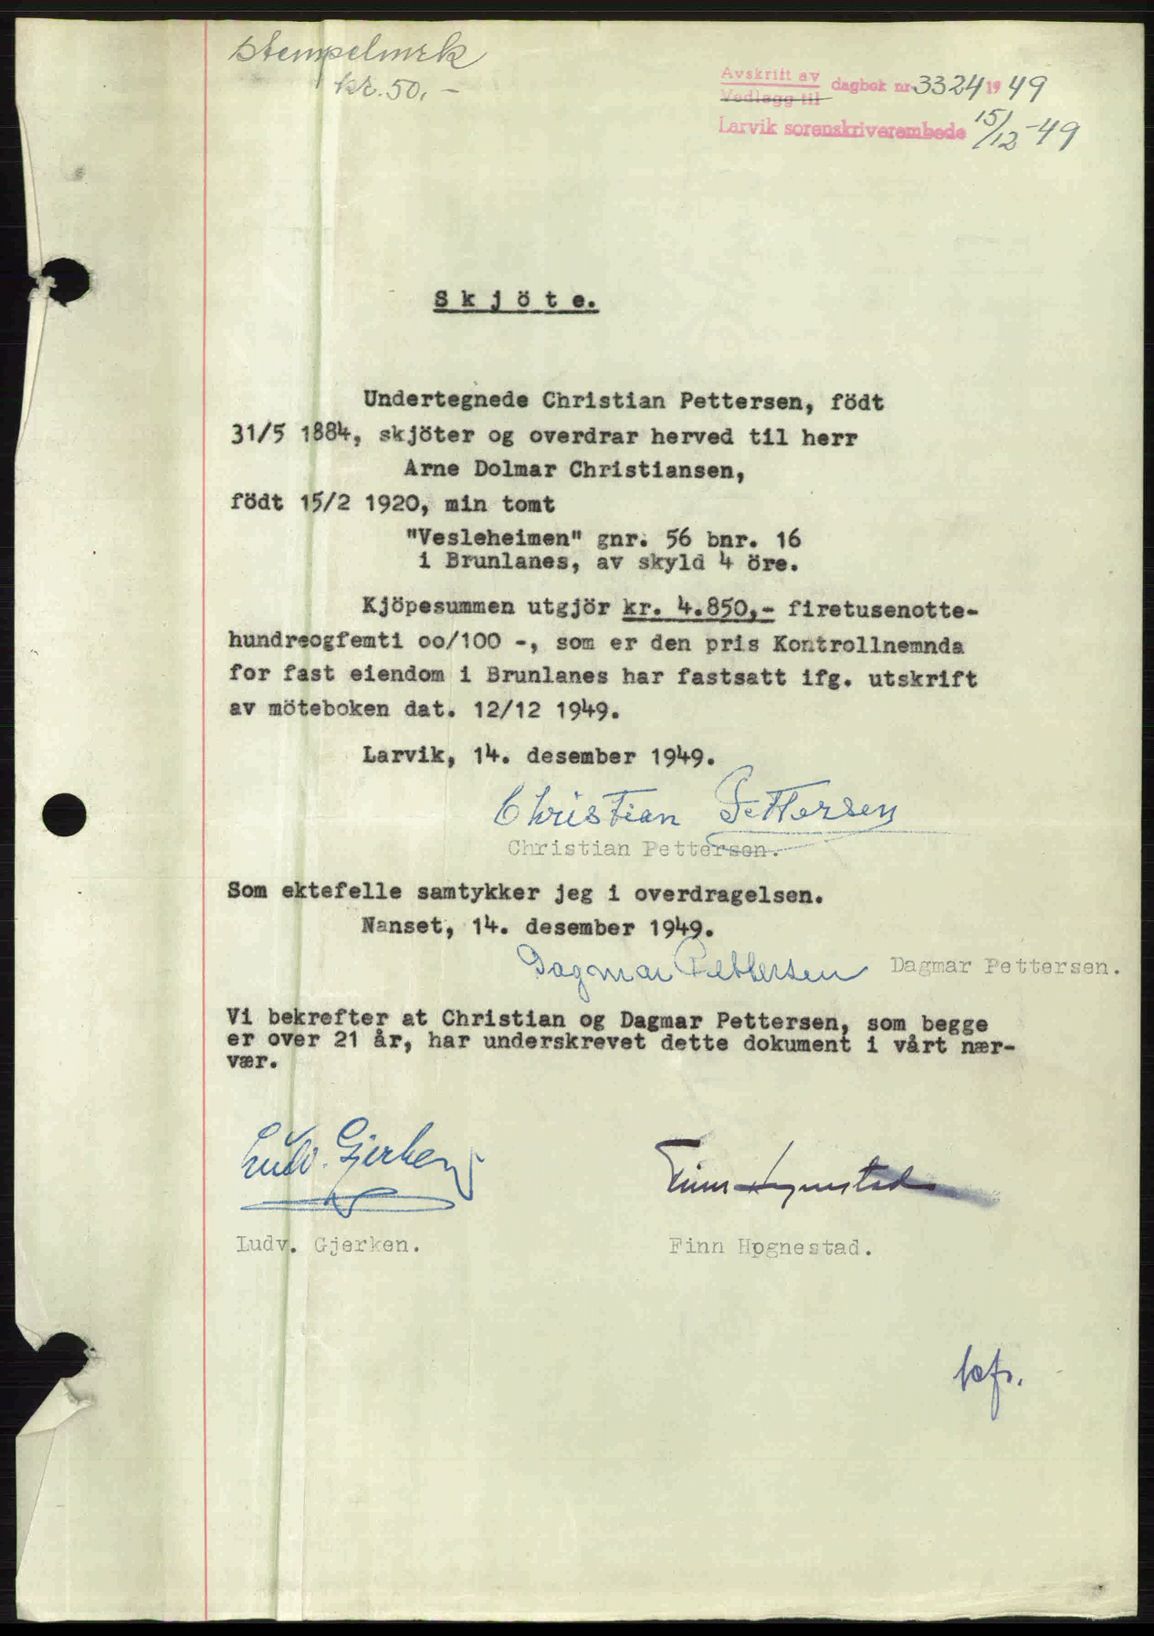 Stempelmrk
kr. 50,-
Avskrift av
Vedlegg til
dagbok nr. 3324 1949
Larvik sorenskriverembede 15/12-49
Skjöte.
Undertegnede Christian Pettersen, födt
31/5 1884, skjöter og overdrar herved til herr
Arne Dolmar Christiansen,
födt 15/2 1920, min tomt
"Vesleheimen" gnr. 56 bnr. 16
i Brunlanes, av skyld 4 öre.
Kjöpesummen utgjör kr. 4.850,- firetusenotte-
hundreogfemti oo/100 -, som er den pris Kontrollnemnda
for fast eiendom i Brunlanes har fastsatt ifg. utskrift
av möteboken dat. 12/12 1949.
Larvik, 14. desember 1949.
Christian Pettersen
Christian Pettersen.
Som ektefelle samtykker jeg i overdragelsen.
Nanset, 14. desember 1949.
Dagmar Pettersen Dagmar Pettersen.
Vi bekrefter at Christian og Dagmar Pettersen, som begge
er over 21 år, har underskrevet dette dokument i vårt nær-
vær.
Ludv. Gjerken Finn Hognestad
Ludv. Gjerken. Finn Hognestad.